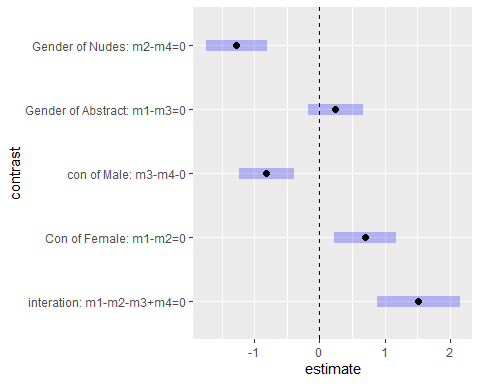 Gender of Nudes: m2-m4=0
Gender of Abstract: m1-m3=0
con of Male: m3-m4-0
Con of Female: m1-m2=0
interation: m1-m2-m3+m4=0
contrast
-1
0
1
2
estimate